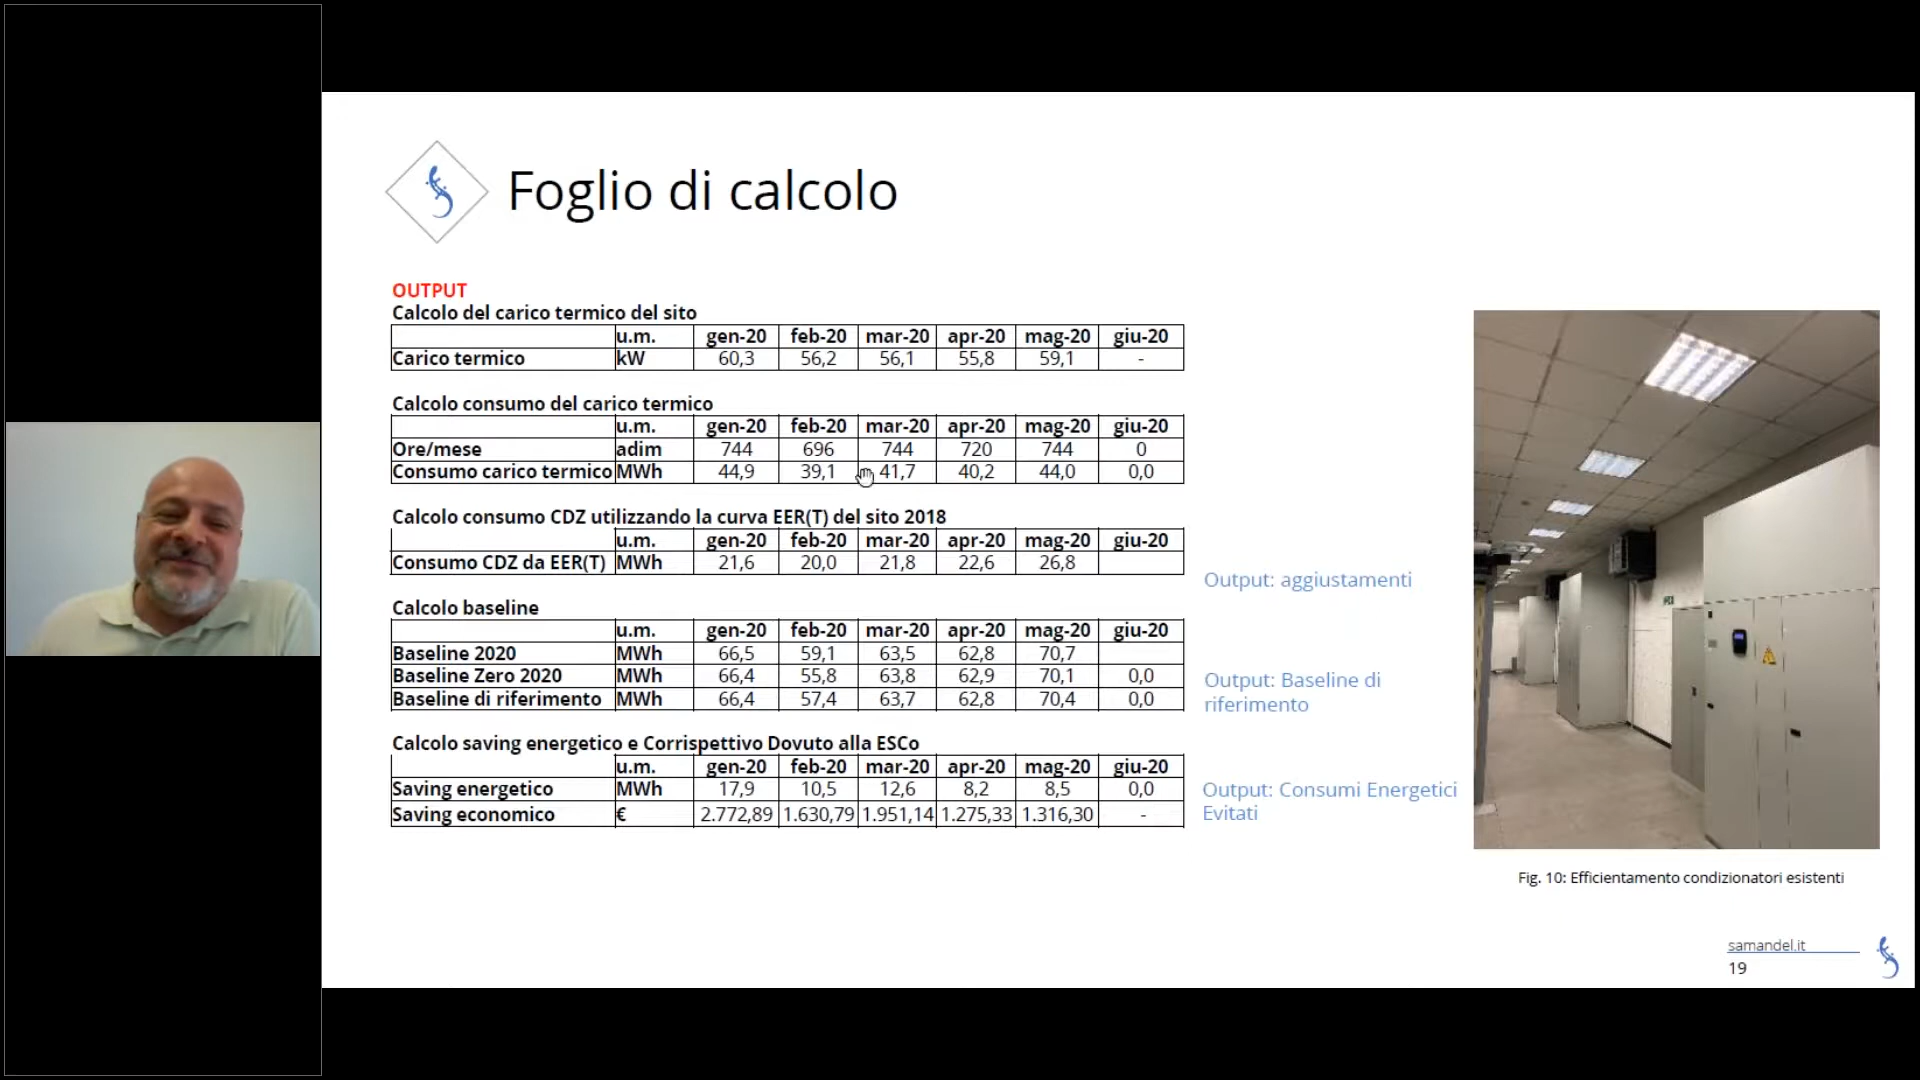 Foglio di calcolo
OUTPUT
Calcolo del carico termico del sito
u.m. gen-20 feb-20 mar-20 apr-20 mag-20 giu-20
Carico termico kW 60,3 56,2 56,1 55,8 59,1 -
Calcolo consumo del carico termico
u.m. gen-20 feb-20 mar-20 apr-20 mag-20 giu-20
Ore/mese adim 744 696 744 720 744 0
Consumo carico termico MWh 44,9 39,1 41,7 40,2 44,0 0,0
Calcolo consumo CDZ utilizzando la curva EER(T) del sito 2018
u.m. gen-20 feb-20 mar-20 apr-20 mag-20 giu-20
Consumo CDZ da EER(T) MWh 21,6 20,0 21,8 22,6 26,8
Output: aggiustamenti
Calcolo baseline
u.m. gen-20 feb-20 mar-20 apr-20 mag-20 giu-20
Baseline 2020 MWh 66,5 59,1 63,5 62,8 70,7
Baseline Zero 2020 MWh 66,4 55,8 63,8 62,9 70,1 0,0
Baseline di riferimento MWh 66,4 57,4 63,7 62,8 70,4 0,0
Output: Baseline di
riferimento
Calcolo saving energetico e Corrispettivo Dovuto alla ESCo
u.m. gen-20 feb-20 mar-20 apr-20 mag-20 giu-20
Saving energetico MWh 17,9 10,5 12,6 8,2 8,5 0,0
Saving economico € 2.772,89 1.630,79 1.951,14 1.275,33 1.316,30 -
Output: Consumi Energetici
Evitati
Fig. 10: Efficientamento condizionatori esistenti
samandel.it
19